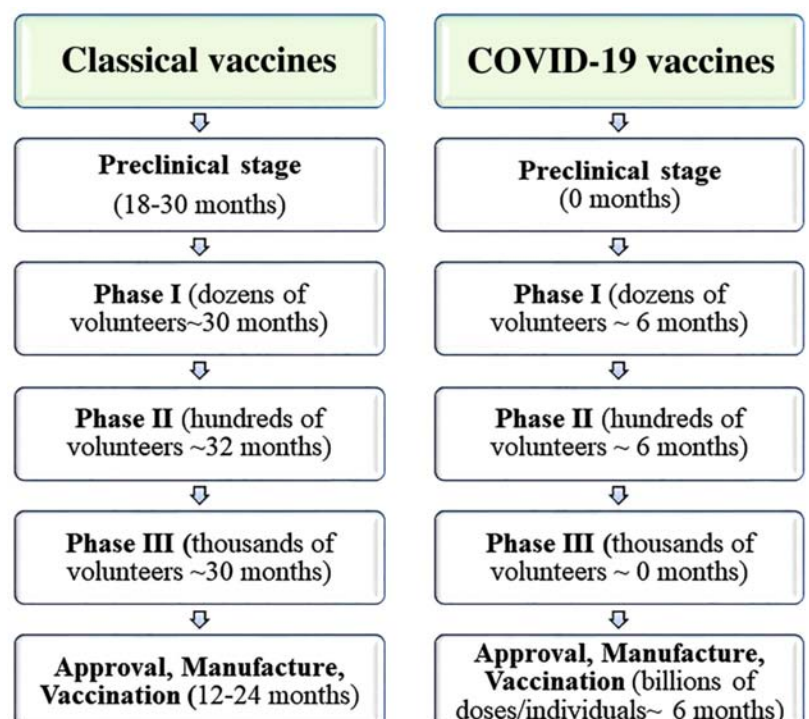 Classical vaccines
Preclinical stage
(18-30 months)
Phase I (dozens of
volunteers~30 months)
Phase II (hundreds of
volunteers ~32 months)
Phase III (thousands of
volunteers ~30 months)
Approval, Manufacture,
Vaccination (12-24 months)
COVID-19 vaccines
Preclinical stage
(0 months)
Phase I (dozens of
volunteers ~ 6 months)
Phase II (hundreds of
volunteers ~ 6 months)
Phase III (thousands of
volunteers ~ 0 months)
Approval, Manufacture,
Vaccination (billions of
doses/individuals~ 6 months)